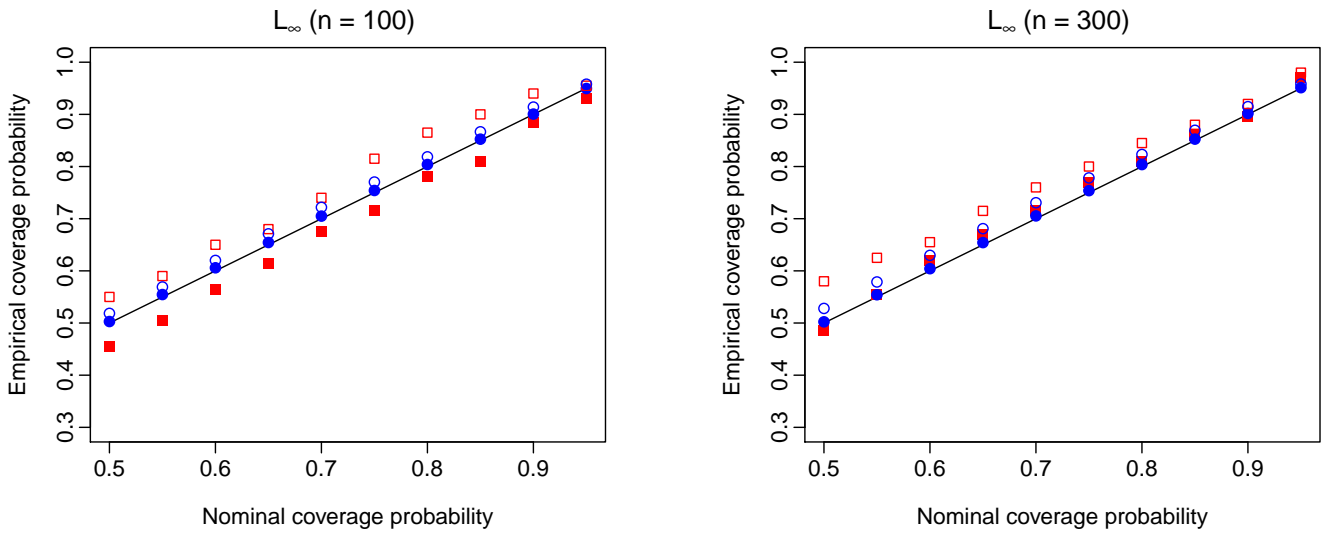 L∞ (n = 100)
Empirical coverage probability
1.0
0.9
0.8
0.7
0.6
0.5
0.4
0.3
0.5 0.6 0.7 0.8 0.9
Nominal coverage probability
L∞ (n = 300)
Empirical coverage probability
1.0
0.9
0.8
0.7
0.6
0.5
0.4
0.3
0.5 0.6 0.7 0.8 0.9
Nominal coverage probability